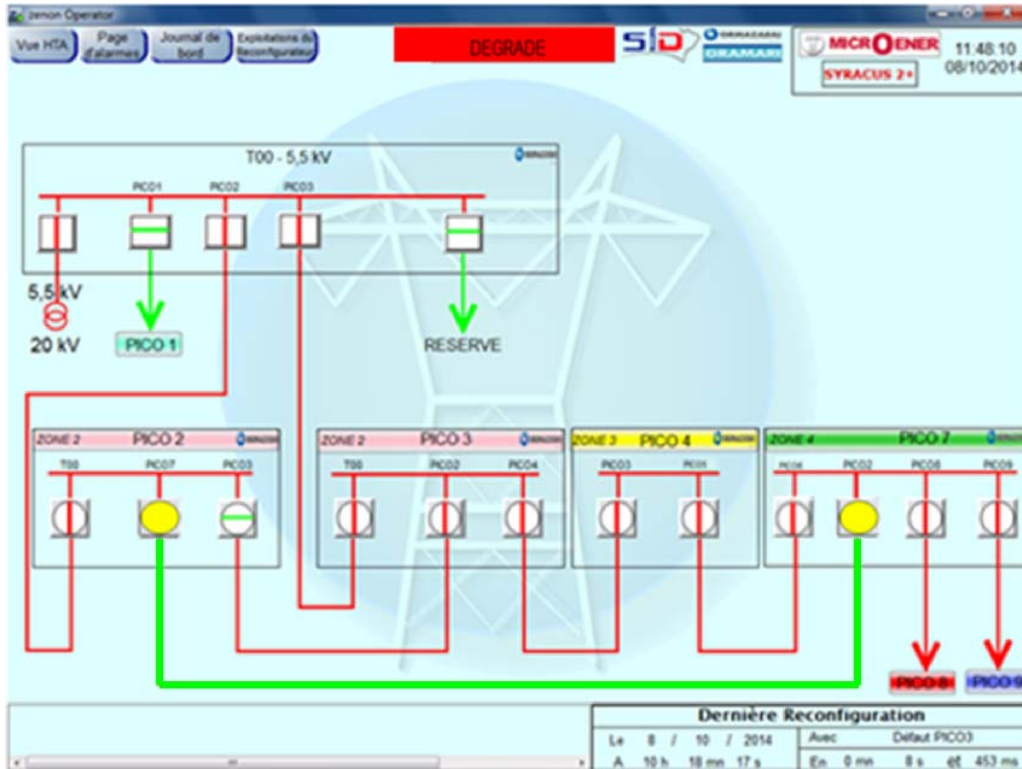 zenon Operator
Vue HTA
Page d'alarmes
Journal de bord
Exploitations du Reconfigurateur
DEGRADE
SFD
ORMAZABAL
GRAMARI
MICROENER
SYRACUS 2+
11:48:10
08/10/2014
T00 - 5,5 kV
PICO1 PICO2 PICO3
5,5 kV
20 kV
PICO 1
RESERVE
ZONE 2 PICO 2
T00 PICO7 PICO3
ZONE 2 PICO 3
T00 PICO2 PICO4
ZONE 3 PICO 4
PICO3
ZONE 4 PICO 7
PICO2 PICO8 PICO9
PICO 8
PICO 9
Dernière Reconfiguration
Le 8 / 10 / 2014 Avec Défaut PICO3
A 10 h 18 mn 17 s En 0 mn 8 s et 453 ms